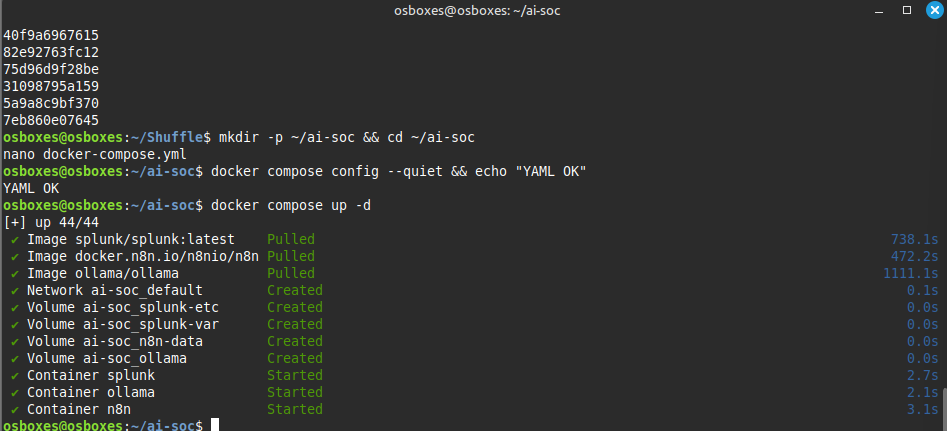 osboxes@osboxes: ~/ai-soc
40f9a6967615
82e92763fc12
75d96d9f28be
31098795a159
5a9a8c9bf370
7eb860e07645
osboxes@osboxes:~/Shuffle$ mkdir -p ~/ai-soc && cd ~/ai-soc
nano docker-compose.yml
osboxes@osboxes:~/ai-soc$ docker compose config --quiet && echo "YAML OK"
YAML OK
osboxes@osboxes:~/ai-soc$ docker compose up -d
[+] up 44/44
✔ Image splunk/splunk:latest Pulled 738.1s
✔ Image docker.n8n.io/n8nio/n8n Pulled 472.2s
✔ Image ollama/ollama Pulled 1111.1s
✔ Network ai-soc_default Created 0.1s
✔ Volume ai-soc_splunk-etc Created 0.0s
✔ Volume ai-soc_splunk-var Created 0.0s
✔ Volume ai-soc_n8n-data Created 0.0s
✔ Volume ai-soc_ollama Created 0.0s
✔ Container splunk Started 2.7s
✔ Container ollama Started 2.1s
✔ Container n8n Started 3.1s
osboxes@osboxes:~/ai-soc$